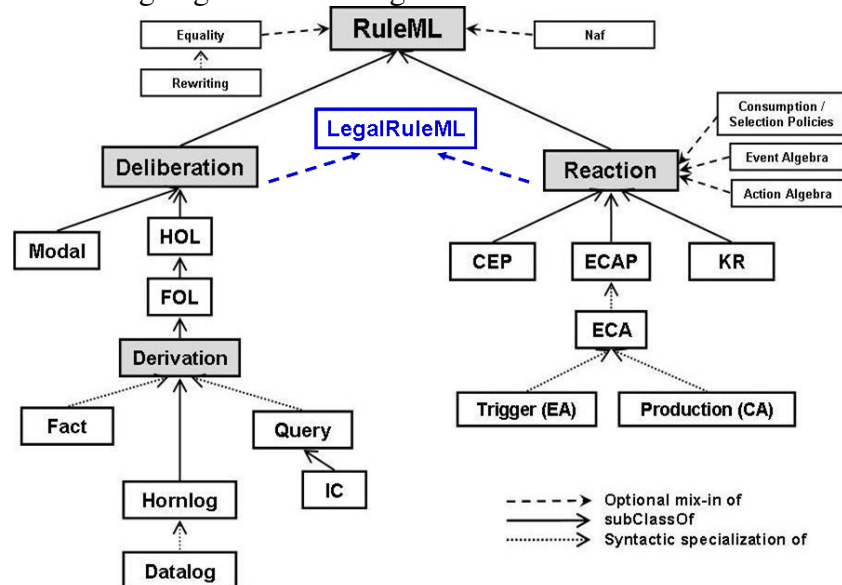 RuleML
Equality
Naf
Rewriting
LegalRuleML
Consumption /
Selection Policies
Event Algebra
Action Algebra
Deliberation
Reaction
Modal
HOL
CEP
ECAP
KR
FOL
ECA
Derivation
Fact
Query
Trigger (EA)
Production (CA)
IC
Hornlog
Datalog
Optional mix-in of
subClassOf
Syntactic specialization of